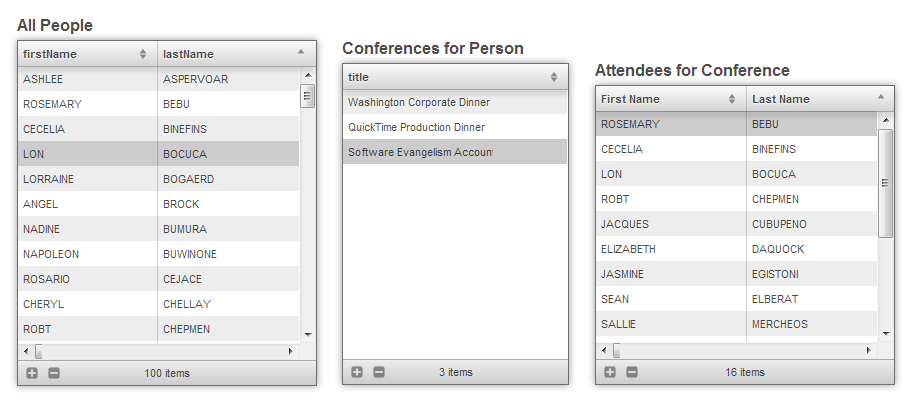 All People
firstName lastName
ASHLEE ASPERVOAR
ROSEMARY BEBU
CECELIA BINEFINS
LON BOCUCA
LORRAINE BOGAERD
ANGEL BROCK
NADINE BUMURA
NAPOLEON BUWINONE
ROSARIO CEJACE
CHERYL CHELLAY
ROBT CHEPMEN
100 items
Conferences for Person
title
Washington Corporate Dinner
QuickTime Production Dinner
Software Evangelism Account
3 items
Attendees for Conference
First Name Last Name
ROSEMARY BEBU
CECELIA BINEFINS
LON BOCUCA
ROBT CHEPMEN
JACQUES CUBUPENO
ELIZABETH DAQUOCK
JASMINE EGISTONI
SEAN ELBERAT
SALLIE MERCHEOS
16 items